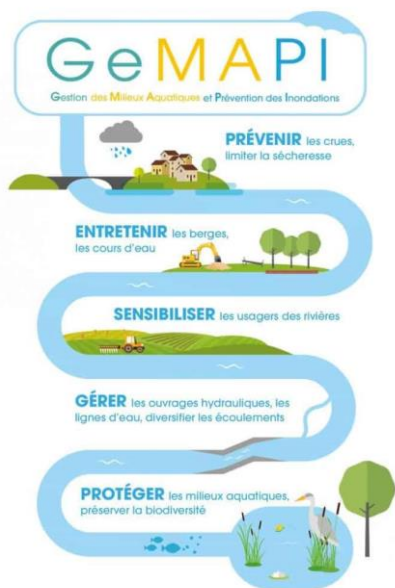 GeMAPI
Gestion des Milieux Aquatiques et Prévention des Inondations
PRÉVENIR les crues,
limiter la sécheresse
ENTRETENIR les berges,
les cours d'eau
SENSIBILISER les usagers des rivières
GÉRER les ouvrages hydrauliques, les
lignes d'eau, diversifier les écoulements
PROTÉGER les milieux aquatiques,
préserver la biodiversité